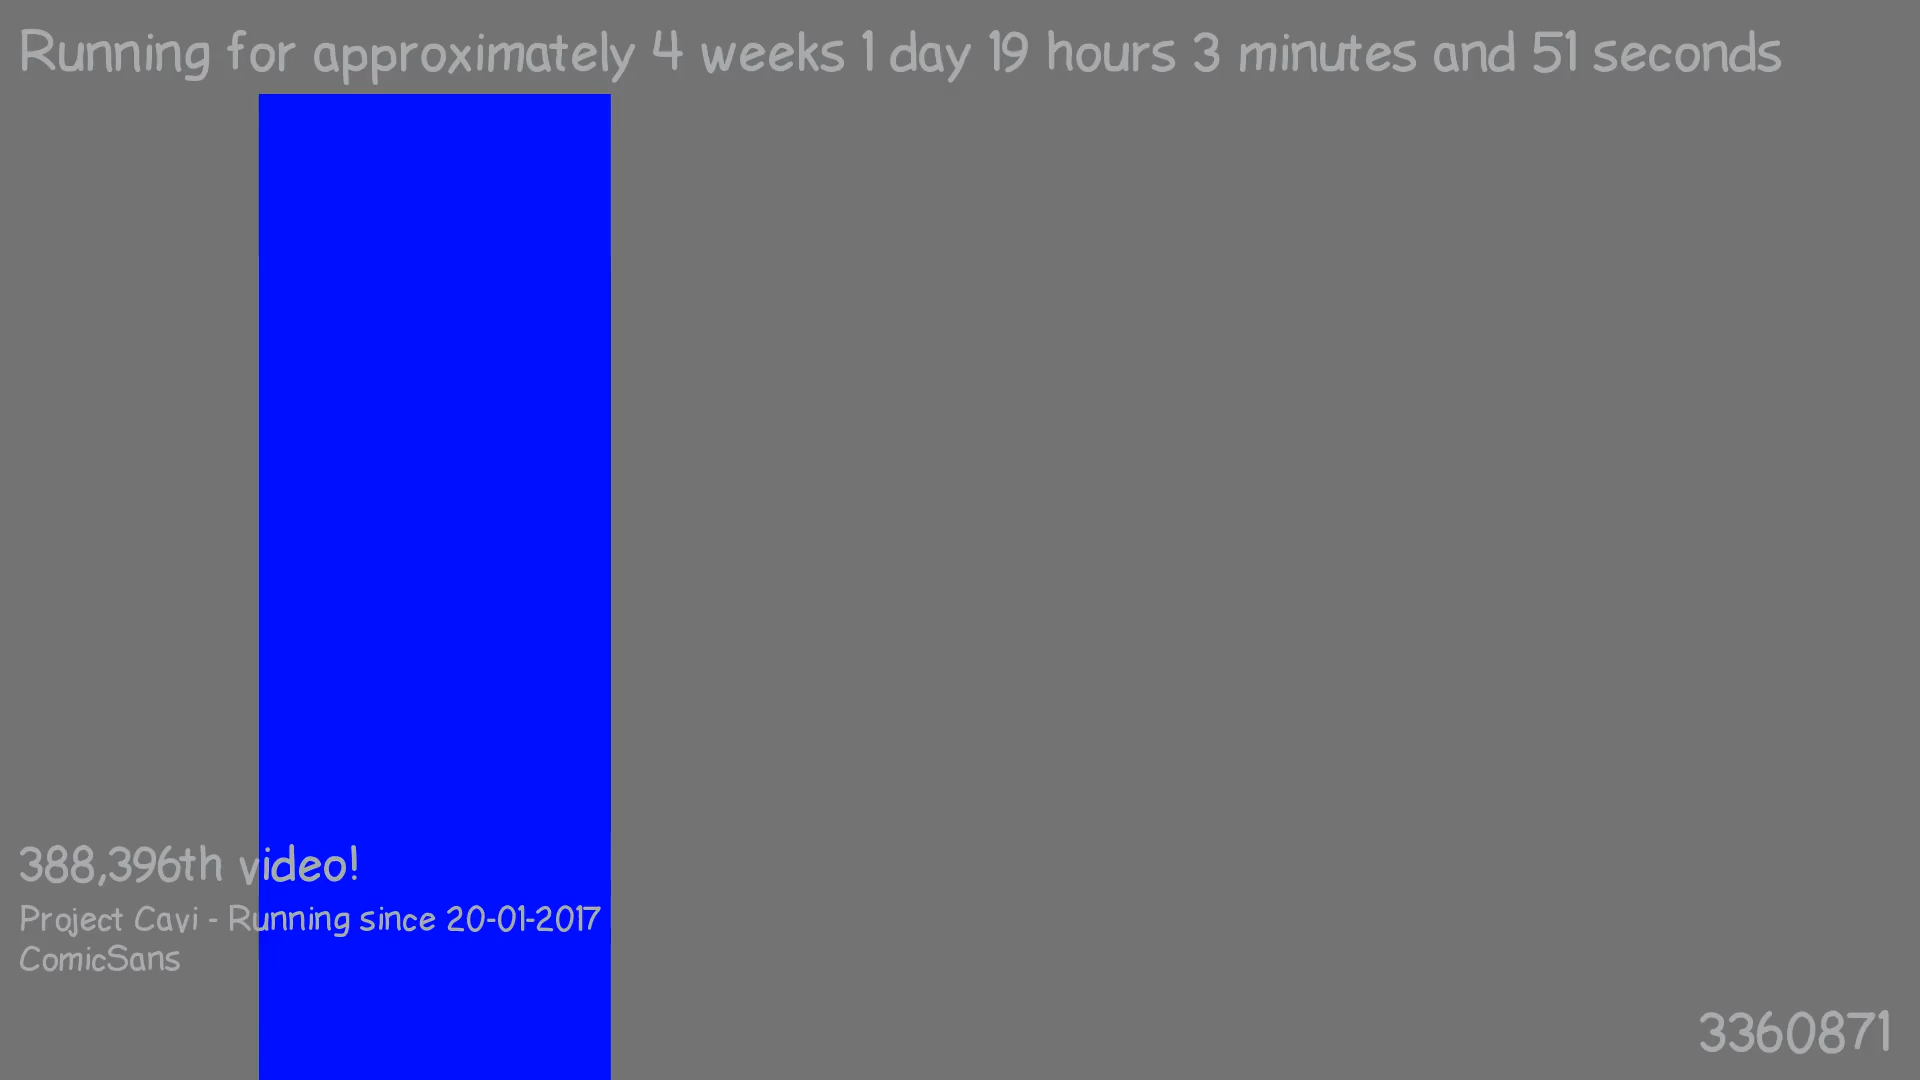 Running for approximately 4 weeks 1 day 19 hours 3 minutes and 51 seconds
388,396th video!
Project Cavi - Running since 20-01-2017
ComicSans
3360871